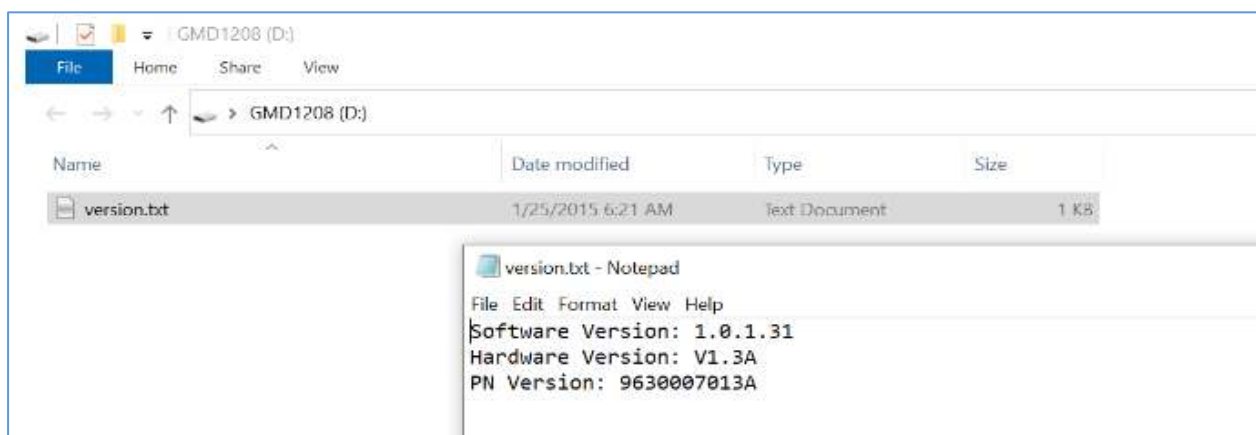 GMD1208 (D:)
File Home Share View
GMD1208 (D:)
Name Date modified Type Size
version.txt 1/25/2015 6:21 AM Text Document 1 KB
version.txt - Notepad
File Edit Format View Help
Software Version: 1.0.1.31
Hardware Version: V1.3A
PN Version: 9630007013A